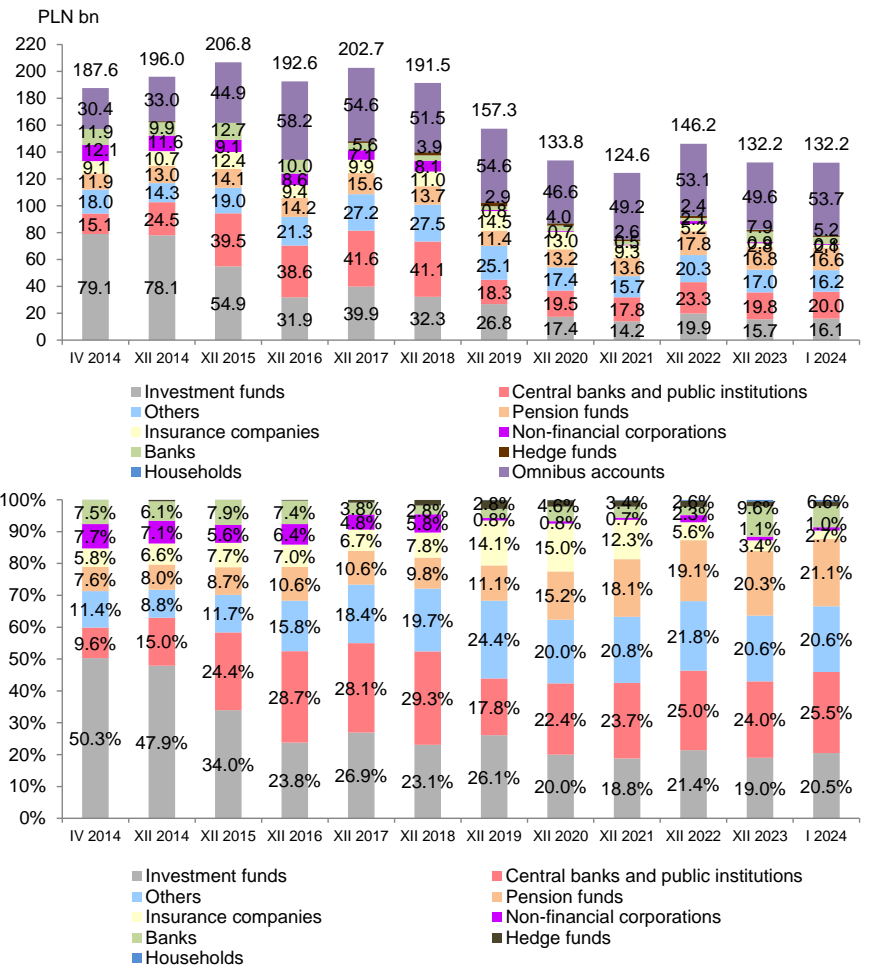 PLN bn
220
200
180
160
140
120
100
80
60
40
20
0
187.6 196.0 206.8 192.6 202.7 191.5 157.3 133.8 124.6 146.2 132.2 132.2
30.4 33.0 44.9 58.2 54.6 51.5 54.6 46.6 49.2 53.1 49.6 53.7
11.9 9.9 12.7 10.0 5.6 3.9 2.9 4.0 2.6 2.4 7.9 5.2
12.1 11.6 9.1 8.6 7.1 8.1 0.8 0.7 0.5 2.1 0.9 0.8
9.1 10.7 12.4 9.4 9.9 11.0 14.5 13.0 9.3 5.2 2.8 2.1
11.9 13.0 14.1 14.2 15.6 13.7 11.4 13.2 13.6 17.8 16.8 16.6
18.0 14.3 19.0 21.3 27.2 27.5 25.1 17.4 15.7 20.3 17.0 16.2
15.1 24.5 39.5 38.6 41.6 41.1 18.3 19.5 17.8 23.3 19.8 20.0
79.1 78.1 54.9 31.9 39.9 32.3 26.8 17.4 14.2 19.9 15.7 16.1
IV 2014 XII 2014 XII 2015 XII 2016 XII 2017 XII 2018 XII 2019 XII 2020 XII 2021 XII 2022 XII 2023 I 2024
Investment funds Central banks and public institutions
Others Pension funds
Insurance companies Non-financial corporations
Banks Hedge funds
Households Omnibus accounts
100%
90%
80%
70%
60%
50%
40%
30%
20%
10%
0%
7.5% 6.1% 7.9% 7.4% 3.8% 2.8% 2.8% 4.6% 3.4% 2.6% 9.6% 6.6%
7.7% 7.1% 5.6% 6.4% 4.8% 5.8% 0.8% 0.8% 0.7% 2.3% 1.1% 1.0%
5.8% 6.6% 7.7% 7.0% 6.7% 7.8% 14.1% 15.0% 12.3% 5.6% 3.4% 2.7%
7.6% 8.0% 8.7% 10.6% 10.6% 9.8% 11.1% 15.2% 18.1% 19.1% 20.3% 21.1%
11.4% 8.8% 11.7% 15.8% 18.4% 19.7% 24.4% 20.0% 20.8% 21.8% 20.6% 20.6%
9.6% 15.0% 24.4% 28.7% 28.1% 29.3% 17.8% 22.4% 23.7% 25.0% 24.0% 25.5%
50.3% 47.9% 34.0% 23.8% 26.9% 23.1% 26.1% 20.0% 18.8% 21.4% 19.0% 20.5%
IV 2014 XII 2014 XII 2015 XII 2016 XII 2017 XII 2018 XII 2019 XII 2020 XII 2021 XII 2022 XII 2023 I 2024
Investment funds Central banks and public institutions
Others Pension funds
Insurance companies Non-financial corporations
Banks Hedge funds
Households